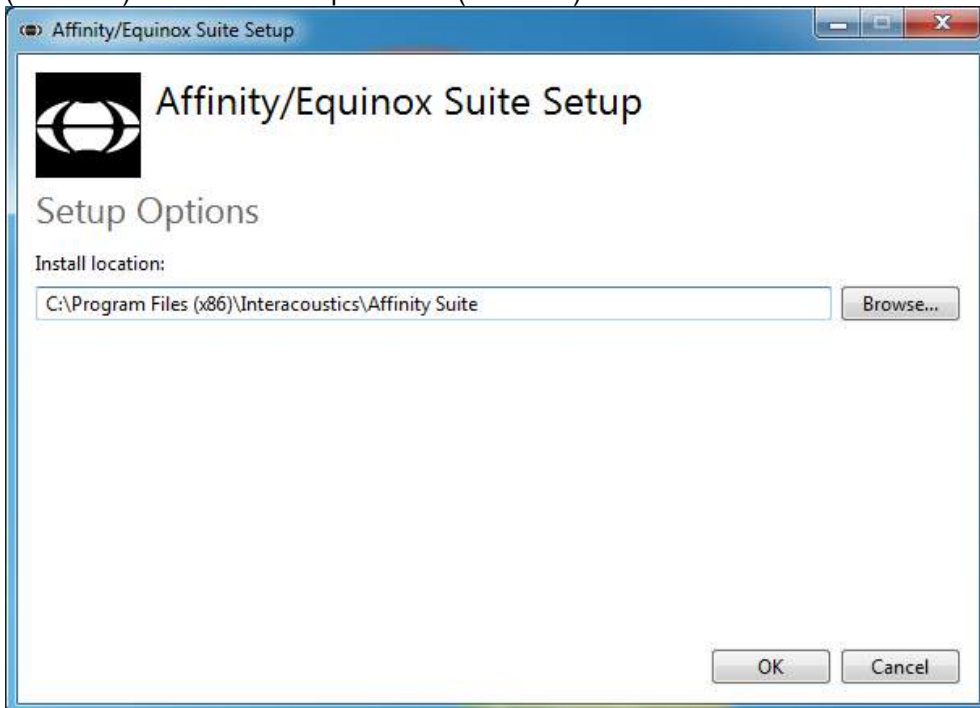 Affinity/Equinox Suite Setup
Affinity/Equinox Suite Setup
Setup Options
Install location:
C:\Program Files (x86)\Interacoustics\Affinity Suite
Browse...
OK
Cancel